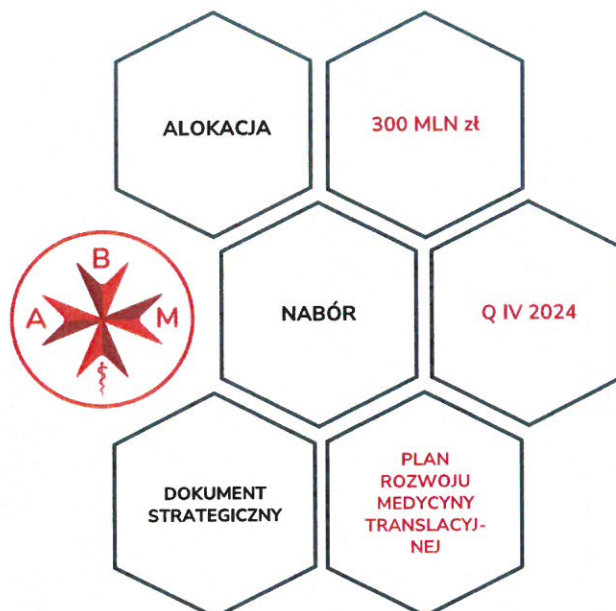 ALOKACJA
300 MLN zł
B
A
M
NABÓR
Q IV 2024
DOKUMENT
STRATEGICZNY
PLAN
ROZWOJU
MEDYCYNY
TRANSLACYJ-
NEJ